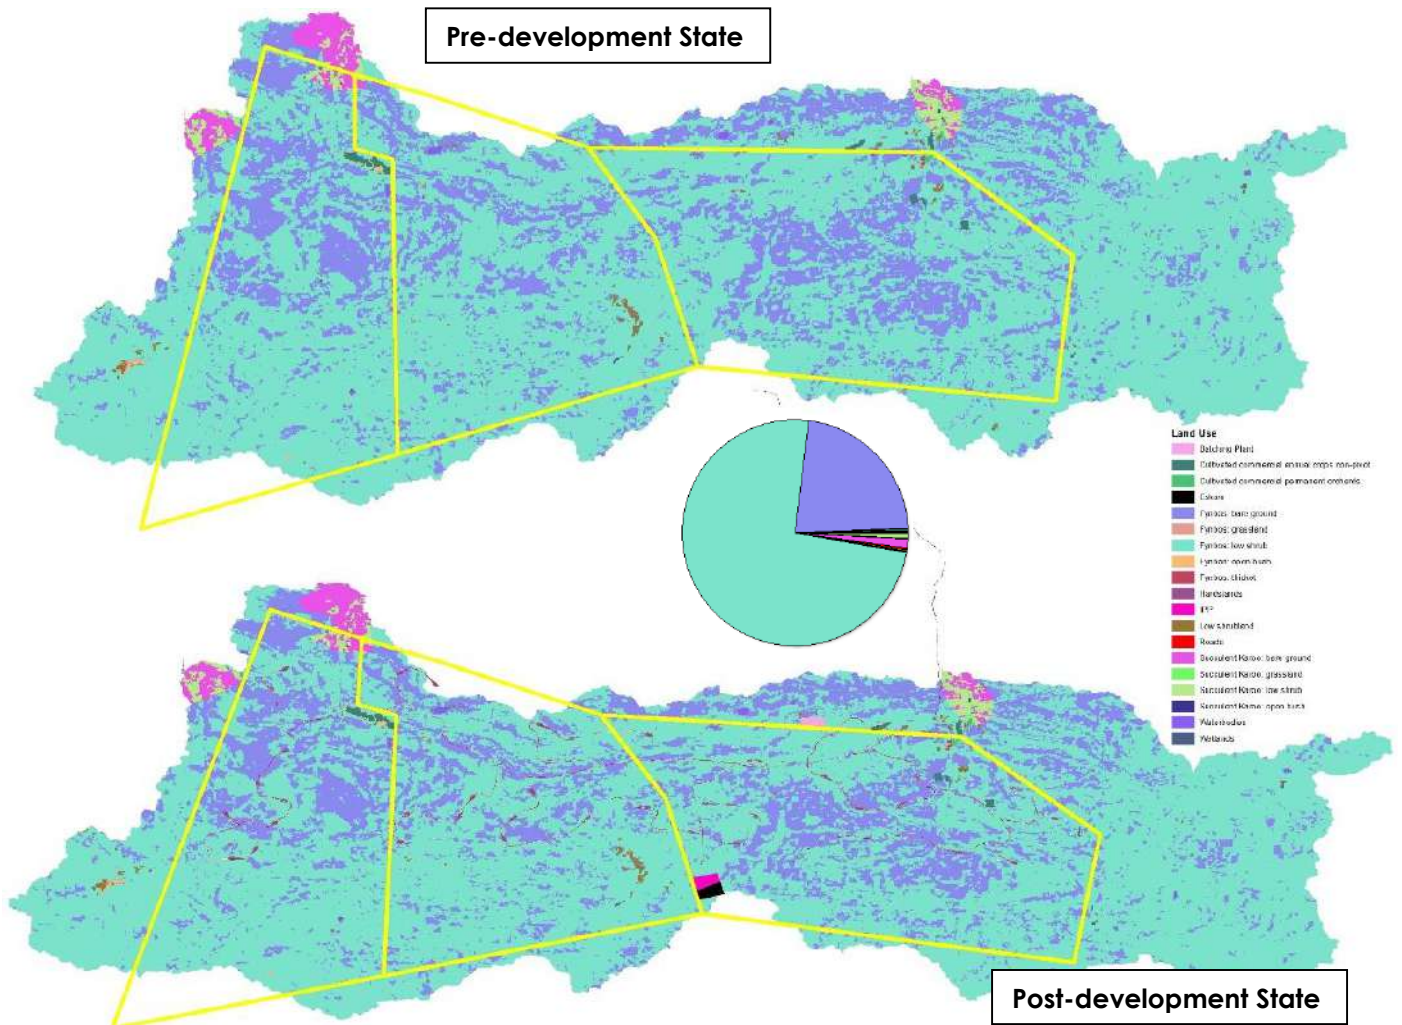 Pre-development State
Land Use
Batching Plant
Cultivated commercial annual crops non-pivot
Cultivated commercial permanent orchards
Eskom
Fynbos: bare ground
Fynbos: grassland
Fynbos: low shrub
Fynbos: open bush
Fynbos: thicket
Hardstands
IPP
Low shrubland
Roads
Succulent Karoo: bare ground
Succulent Karoo: grassland
Succulent Karoo: low shrub
Succulent Karoo: open bush
Waterbodies
Wetlands
Post-development State